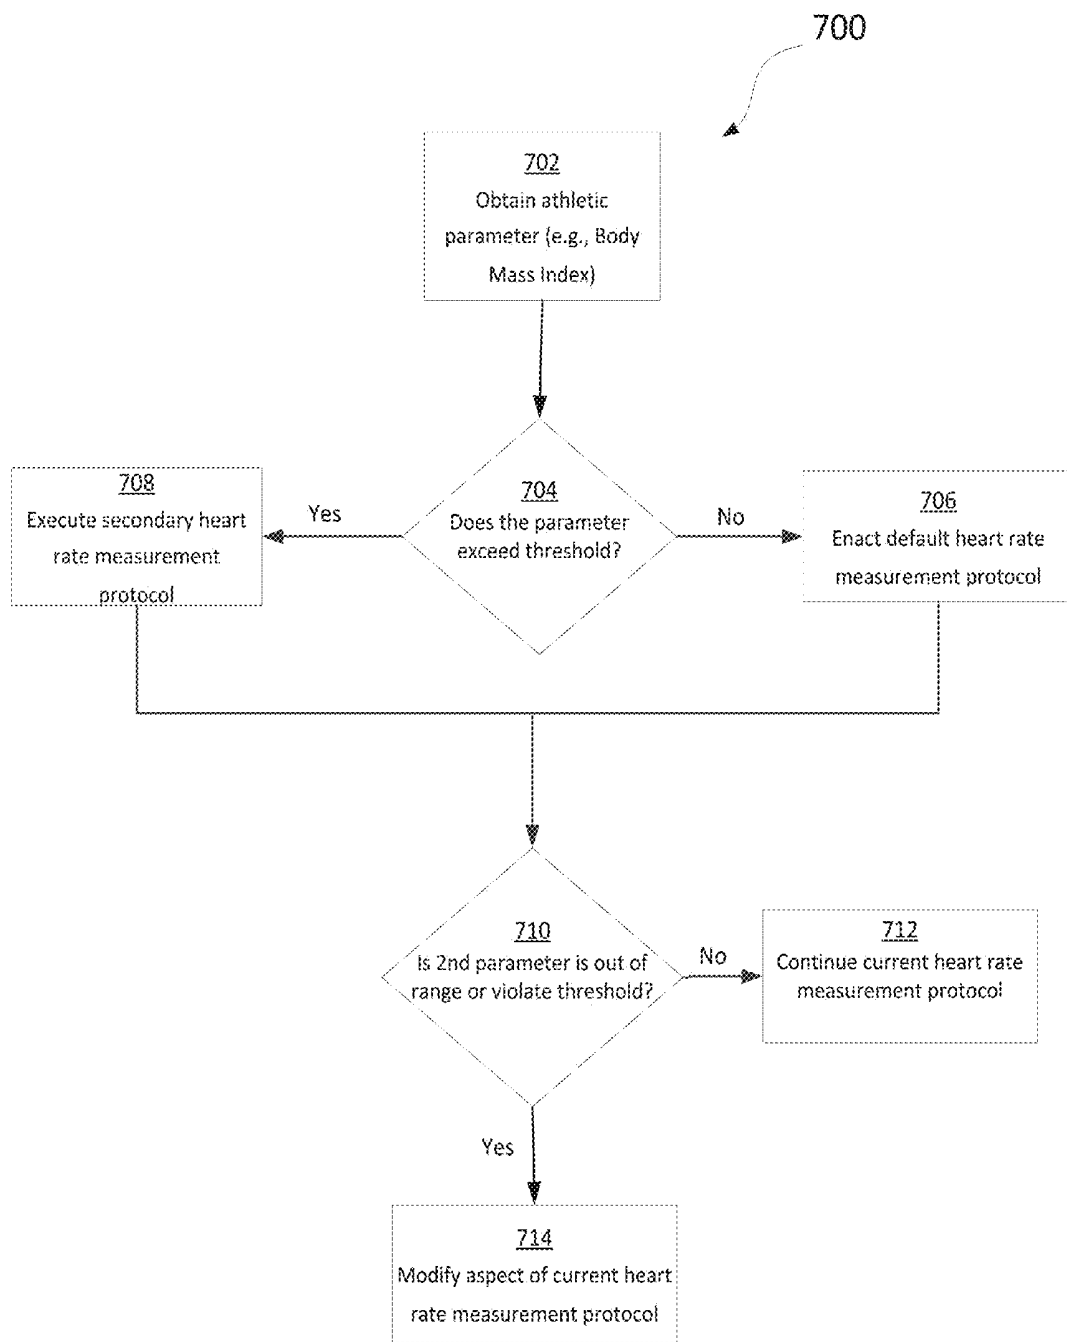 700
702
Obtain athletic
parameter (e.g., Body
Mass Index)
704
Does the parameter
exceed threshold?
Yes
No
708
Execute secondary heart
rate measurement
protocol
706
Enact default heart rate
measurement protocol
710
Is 2nd parameter is out of
range or violate threshold?
No
712
Continue current heart rate
measurement protocol
Yes
714
Modify aspect of current heart
rate measurement protocol